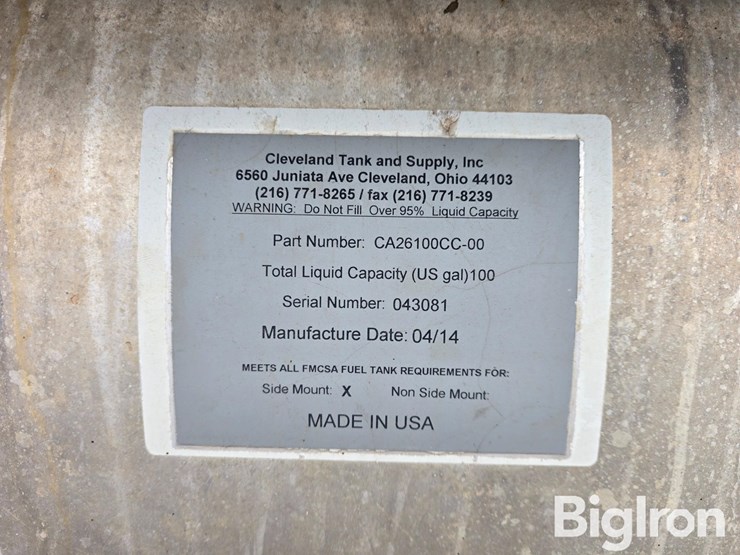 Cleveland Tank and Supply, Inc
6560 Juniata Ave Cleveland, Ohio 44103
(216) 771-8265 / fax (216) 771-8239
WARNING: Do Not Fill Over 95% Liquid Capacity
Part Number: CA26100CC-00
Total Liquid Capacity (US gal)100
Serial Number: 043081
Manufacture Date: 04/14
MEETS ALL FMCSA FUEL TANK REQUIREMENTS FOR:
Side Mount: X Non Side Mount:
MADE IN USA
BigIron